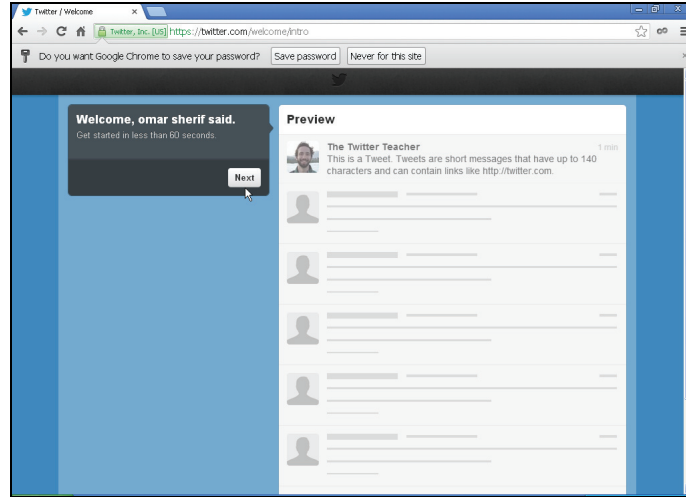 Twitter / Welcome
Twitter, Inc. [US] https://twitter.com/welcome/intro
Do you want Google Chrome to save your password? Save password Never for this site
Welcome, omar sherif said.
Get started in less than 60 seconds.
Next
Preview
The Twitter Teacher 1 min
This is a Tweet. Tweets are short messages that have up to 140
characters and can contain links like http://twitter.com.